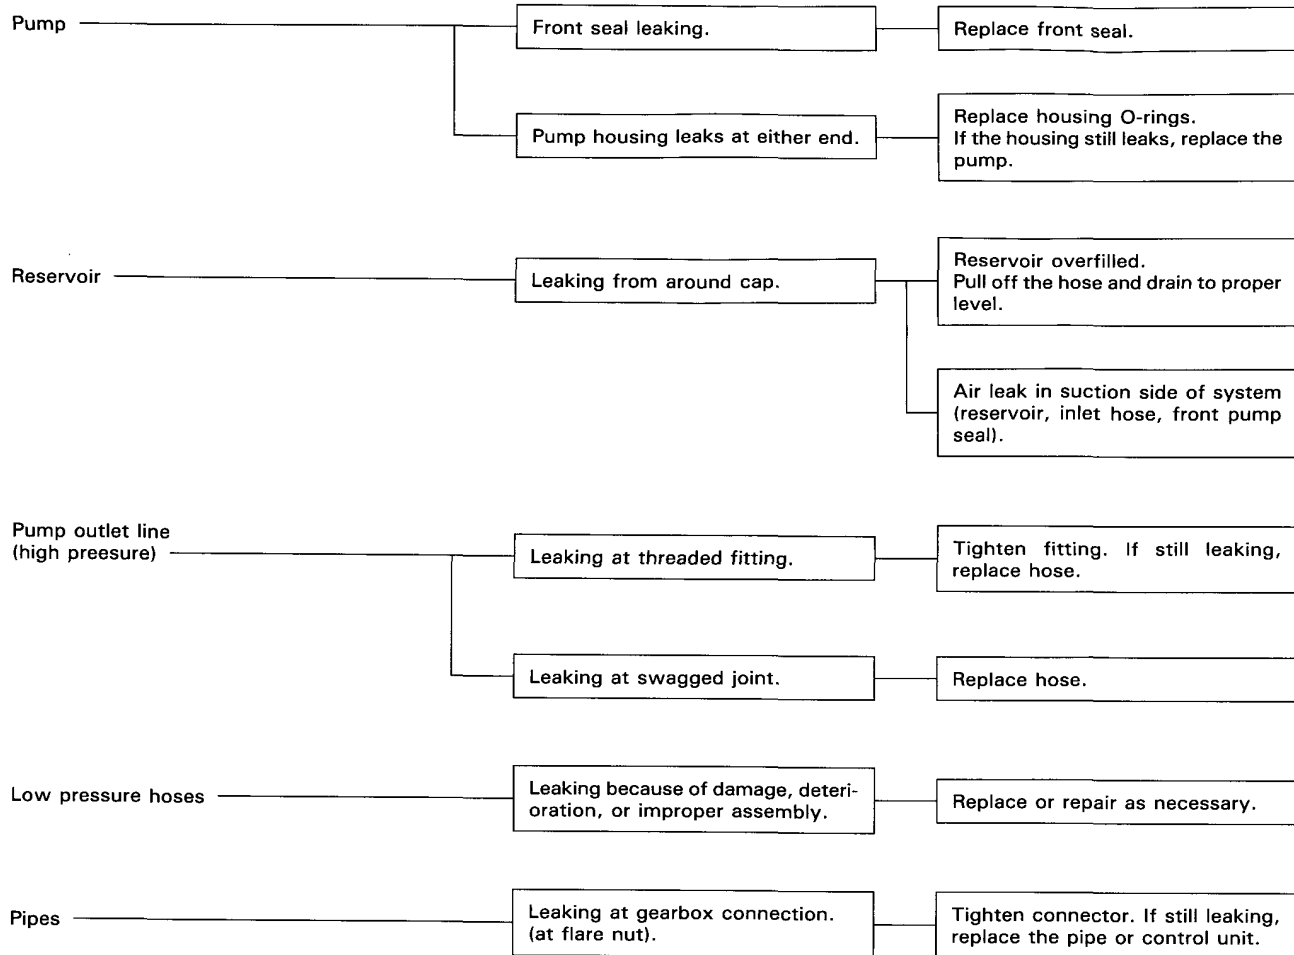 Pump
Front seal leaking.
Replace front seal.
Pump housing leaks at either end.
Replace housing O-rings.
If the housing still leaks, replace the
pump.
Reservoir
Leaking from around cap.
Reservoir overfilled.
Pull off the hose and drain to proper
level.
Air leak in suction side of system
(reservoir, inlet hose, front pump
seal).
Pump outlet line
(high preesure)
Leaking at threaded fitting.
Tighten fitting. If still leaking,
replace hose.
Leaking at swagged joint.
Replace hose.
Low pressure hoses
Leaking because of damage, deteri-
oration, or improper assembly.
Replace or repair as necessary.
Pipes
Leaking at gearbox connection.
(at flare nut).
Tighten connector. If still leaking,
replace the pipe or control unit.